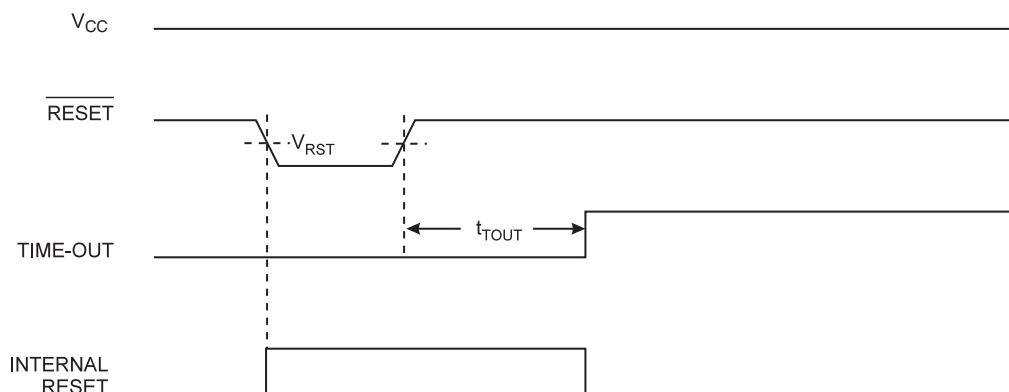 VCC
RESET
VRST
tTOUT
TIME-OUT
INTERNAL
RESET